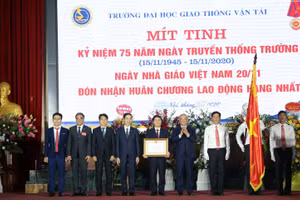 TRƯỜNG ĐẠI HỌC GIAO THÔNG VẬN TẢI
MÍT TINH
KỶ NIỆM 75 NĂM NGÀY TRUYỀN THỐNG TRƯỜNG
(15/11/1945 - 15/11/2020)
NGÀY NHÀ GIÁO VIỆT NAM 20/11
ĐÓN NHẬN HUÂN CHƯƠNG LAO ĐỘNG HẠNG NHẤT